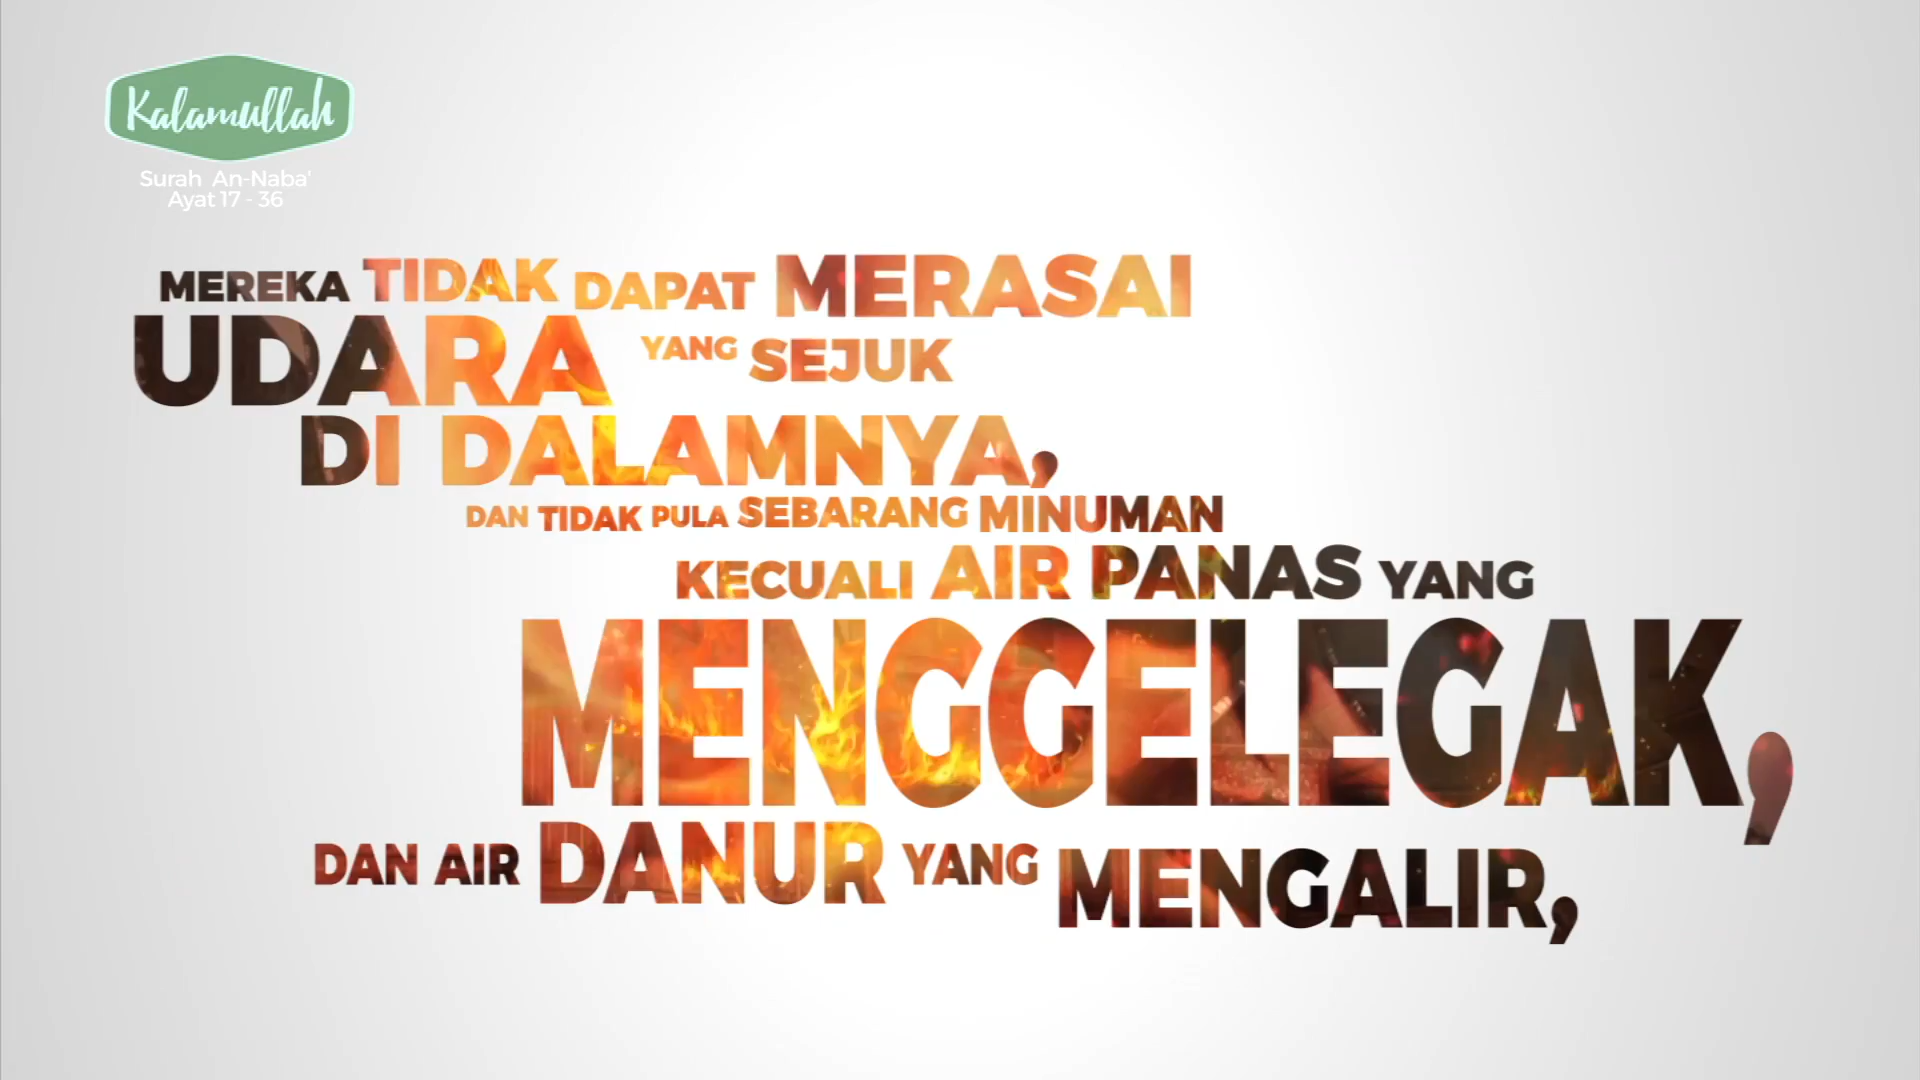 Kalamullah
Surah An-Naba'
Ayat 17 - 36
MEREKA TIDAK DAPAT MERASAI
UDARA YANG SEJUK
DI DALAMNYA,
DAN TIDAK PULA SEBARANG MINUMAN
KECUALI AIR PANAS YANG
MENGGELEGAK,
DAN AIR DANUR YANG MENGALIR,